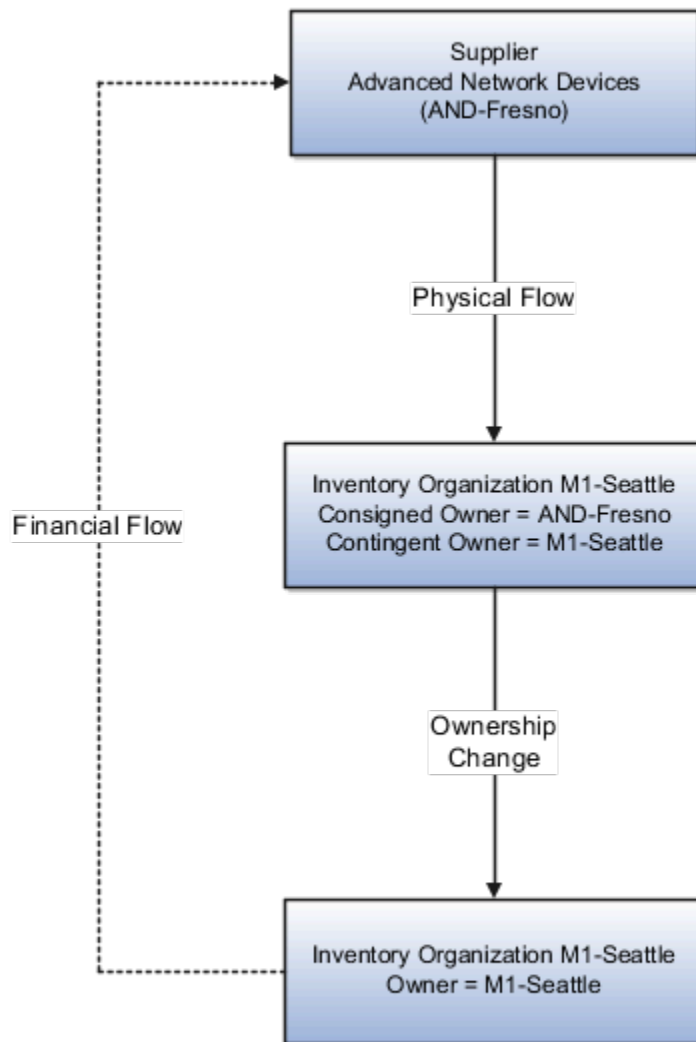 Supplier
Advanced Network Devices
(AND-Fresno)
Physical Flow
Inventory Organization M1-Seattle
Consigned Owner = AND-Fresno
Contingent Owner = M1-Seattle
Financial Flow
Ownership
Change
Inventory Organization M1-Seattle
Owner = M1-Seattle